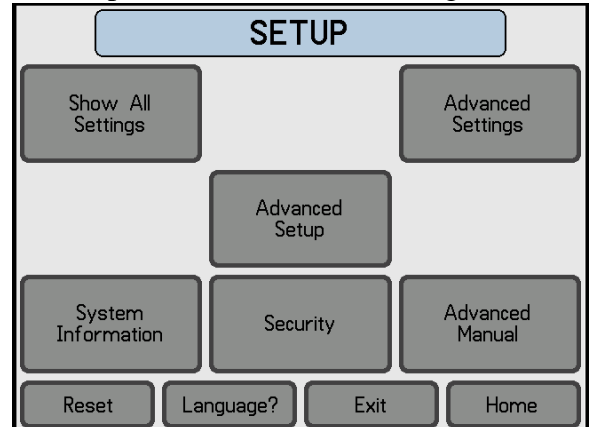 SETUP
Show All
Settings
Advanced
Settings
Advanced
Setup
System
Information
Security
Advanced
Manual
Reset
Language?
Exit
Home